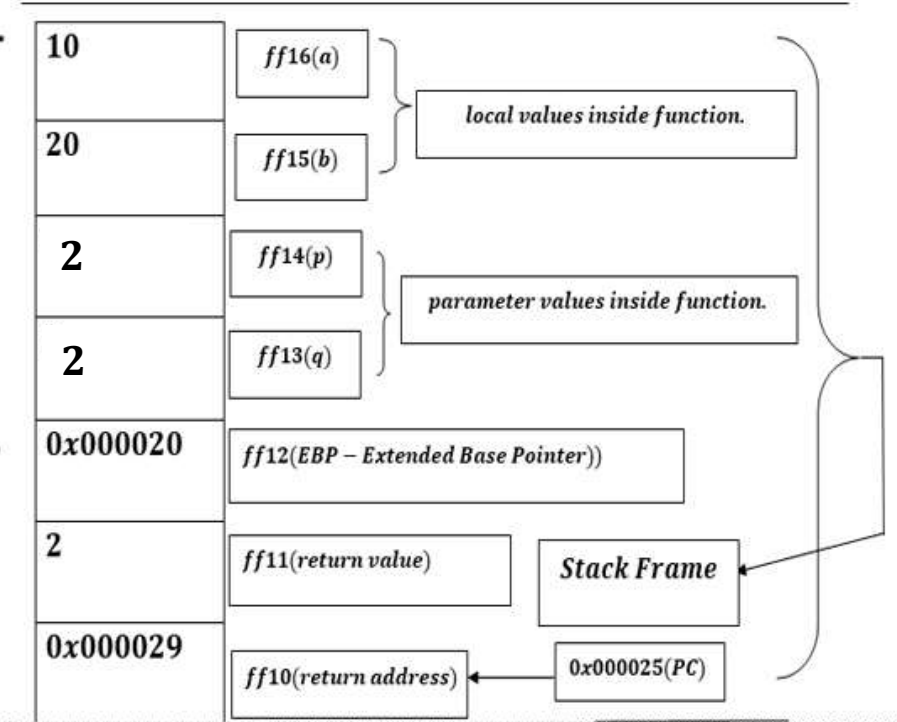 10
ff16(a)
local values inside function.
20
ff15(b)
2
ff14(p)
parameter values inside function.
2
ff13(q)
0x000020
ff12(EBP – Extended Base Pointer))
2
ff11(return value)
Stack Frame
0x000029
ff10(return address)
0x000025(PC)